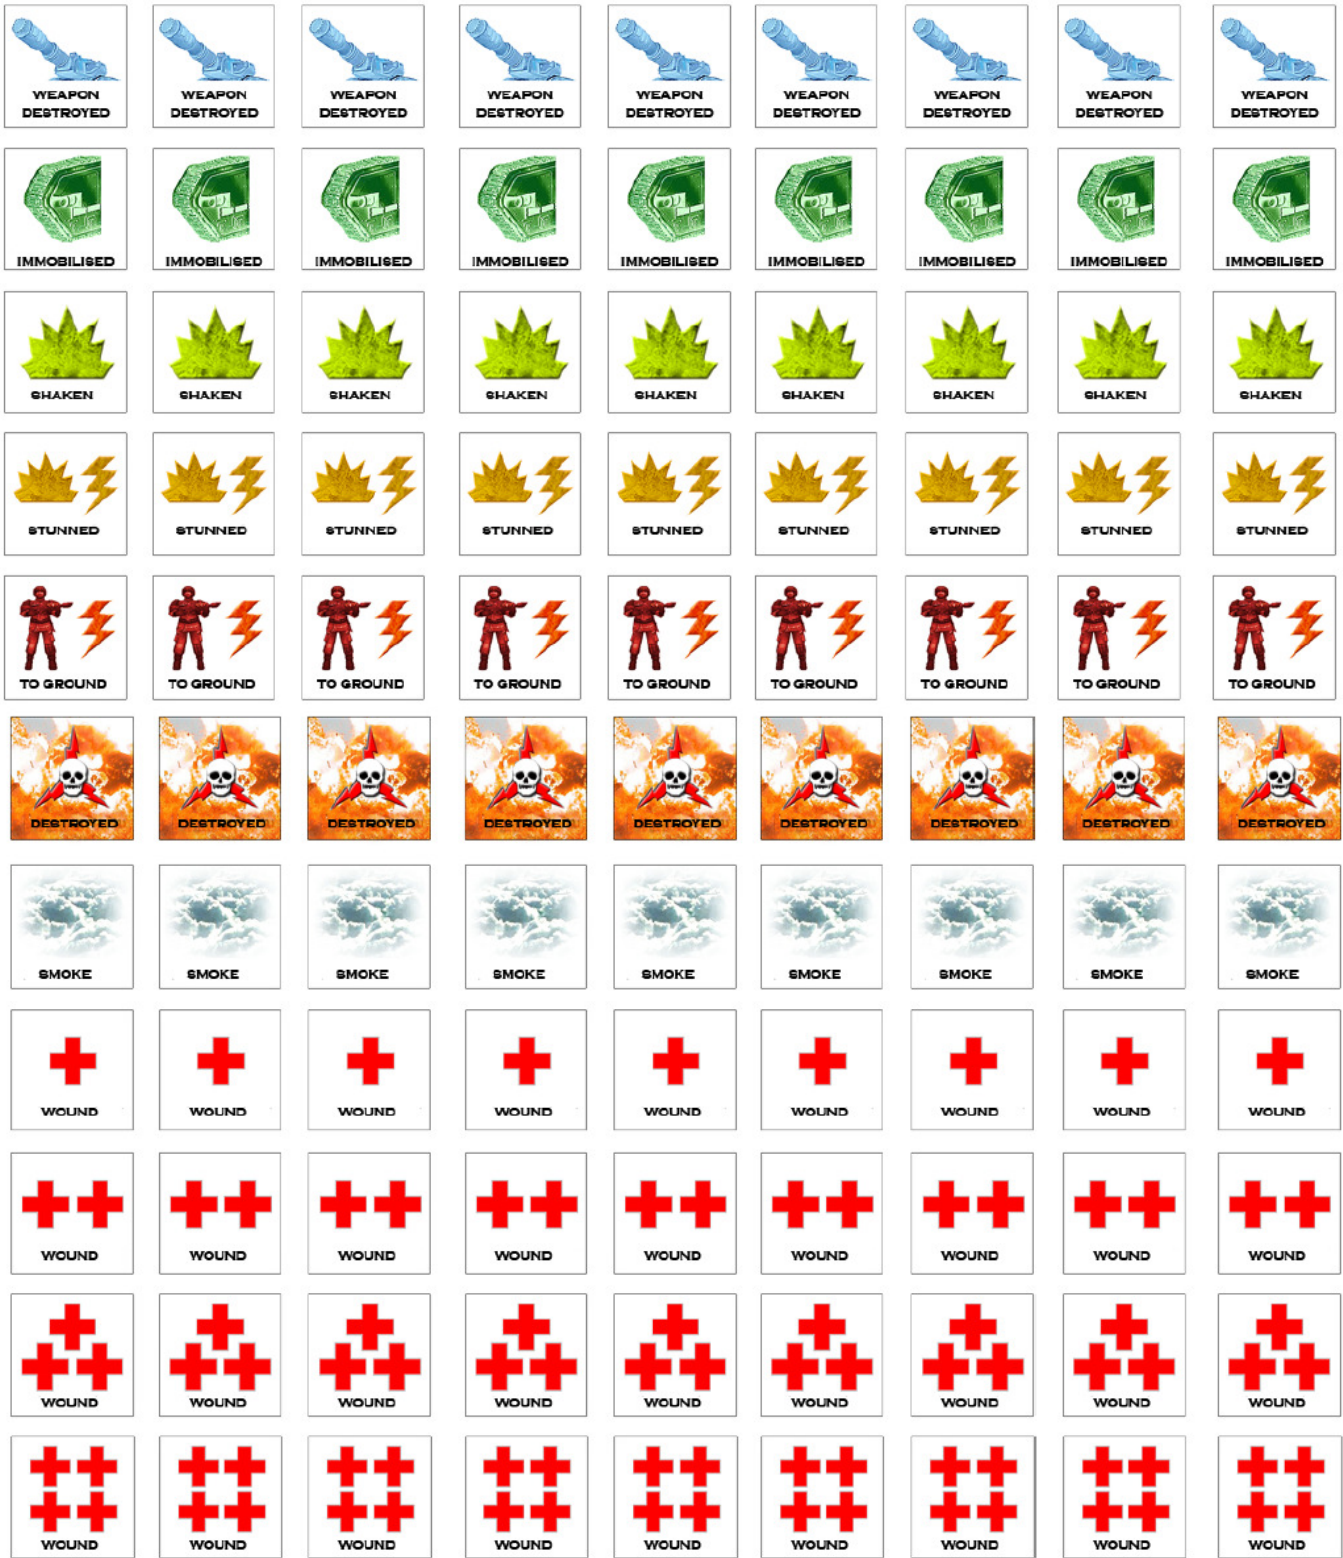 WEAPON WEAPON WEAPON WEAPON WEAPON WEAPON WEAPON WEAPON WEAPON
DESTROYED DESTROYED DESTROYED DESTROYED DESTROYED DESTROYED DESTROYED DESTROYED DESTROYED
IMMOBILISED IMMOBILISED IMMOBILISED IMMOBILISED IMMOBILISED IMMOBILISED IMMOBILISED IMMOBILISED IMMOBILISED
SHAKEN SHAKEN SHAKEN SHAKEN SHAKEN SHAKEN SHAKEN SHAKEN SHAKEN
STUNNED STUNNED STUNNED STUNNED STUNNED STUNNED STUNNED STUNNED STUNNED
TO GROUND TO GROUND TO GROUND TO GROUND TO GROUND TO GROUND TO GROUND TO GROUND TO GROUND
DESTROYED DESTROYED DESTROYED DESTROYED DESTROYED DESTROYED DESTROYED DESTROYED DESTROYED
SMOKE SMOKE SMOKE SMOKE SMOKE SMOKE SMOKE SMOKE SMOKE
WOUND WOUND WOUND WOUND WOUND WOUND WOUND WOUND WOUND
WOUND WOUND WOUND WOUND WOUND WOUND WOUND WOUND WOUND
WOUND WOUND WOUND WOUND WOUND WOUND WOUND WOUND WOUND
WOUND WOUND WOUND WOUND WOUND WOUND WOUND WOUND WOUND